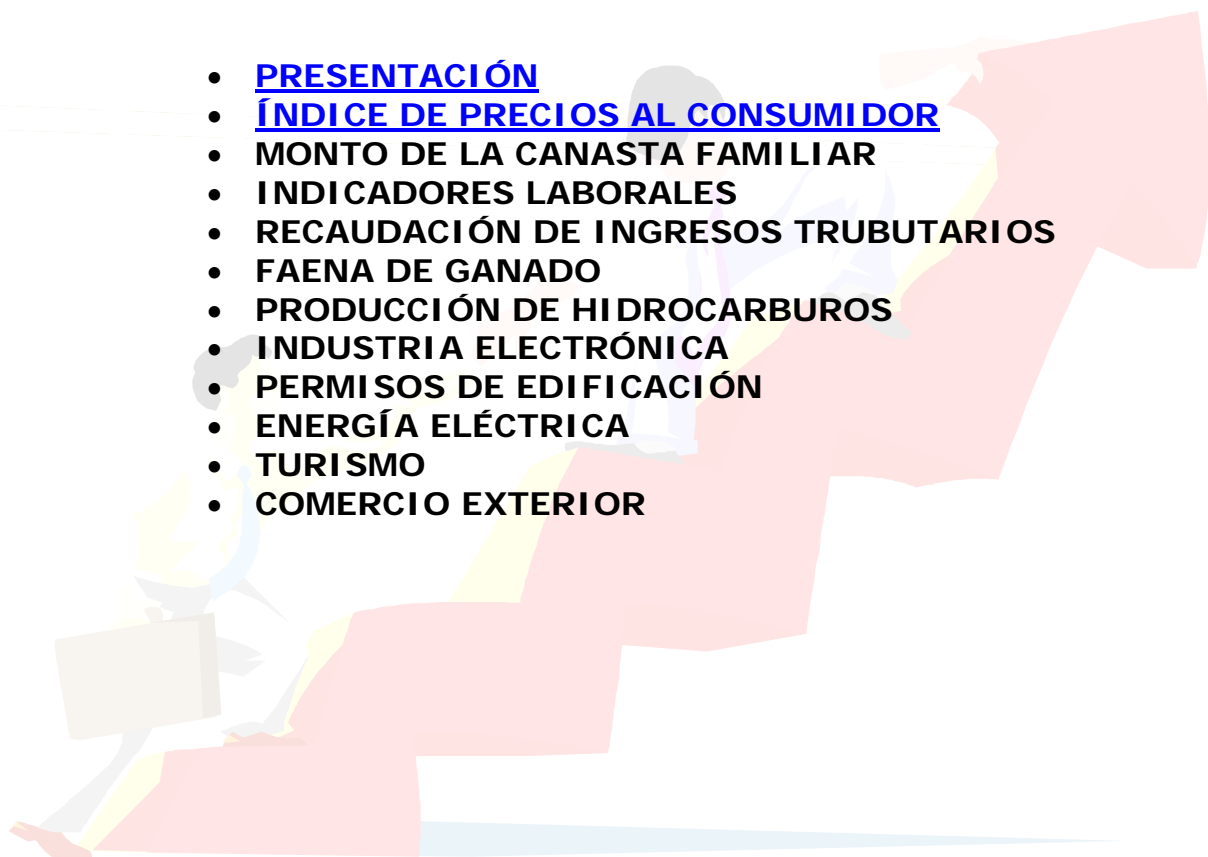 • PRESENTACIÓN
• ÍNDICE DE PRECIOS AL CONSUMIDOR
• MONTO DE LA CANASTA FAMILIAR
• INDICADORES LABORALES
• RECAUDACIÓN DE INGRESOS TRUBUTARIOS
• FAENA DE GANADO
• PRODUCCIÓN DE HIDROCARBUROS
• INDUSTRIA ELECTRÓNICA
• PERMISOS DE EDIFICACIÓN
• ENERGÍA ELÉCTRICA
• TURISMO
• COMERCIO EXTERIOR